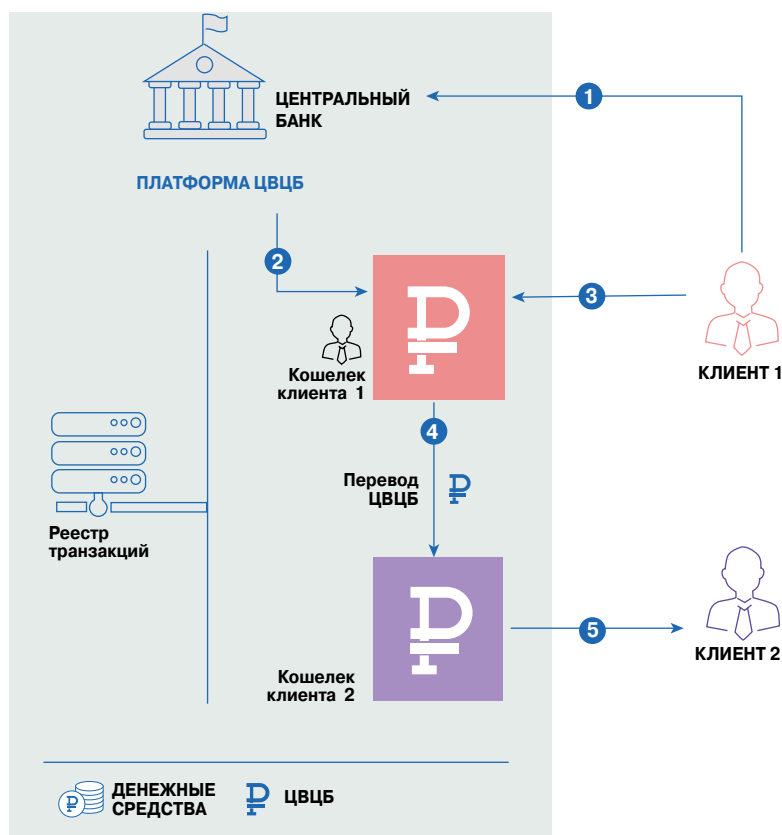 ЦЕНТРАЛЬНЫЙ
БАНК
1
ПЛАТФОРМА ЦВЦБ
2
3
КЛИЕНТ 1
Кошелек
клиента 1
4
Перевод
ЦВЦБ
Реестр
транзакций
5
КЛИЕНТ 2
Кошелек
клиента 2
ДЕНЕЖНЫЕ
СРЕДСТВА
ЦВЦБ